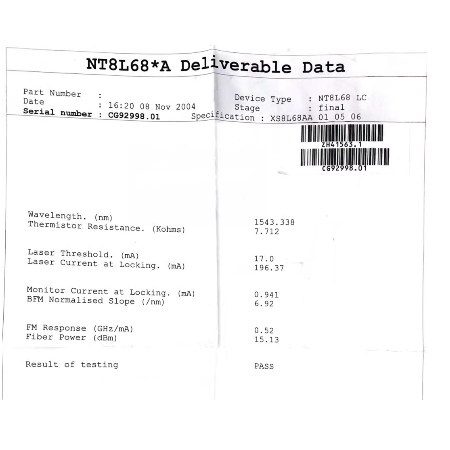 NT8L68*A Deliverable Data
Part Number :
Device Type : NT8L68 LC
Date : 16:20 08 Nov 2004
Stage : final
Serial number : CG92998.01
Specification : XS8L68AA 01 05 06
ZH41563.1
CG92998.01
Wavelength. (nm) 1543.338
Thermistor Resistance. (Kohms) 7.712
Laser Threshold. (mA) 17.0
Laser Current at Locking. (mA) 196.37
Monitor Current at Locking. (mA) 0.941
BFM Normalised Slope (/nm) 6.92
FM Response (GHz/mA) 0.52
Fiber Power (dBm) 15.13
Result of testing PASS